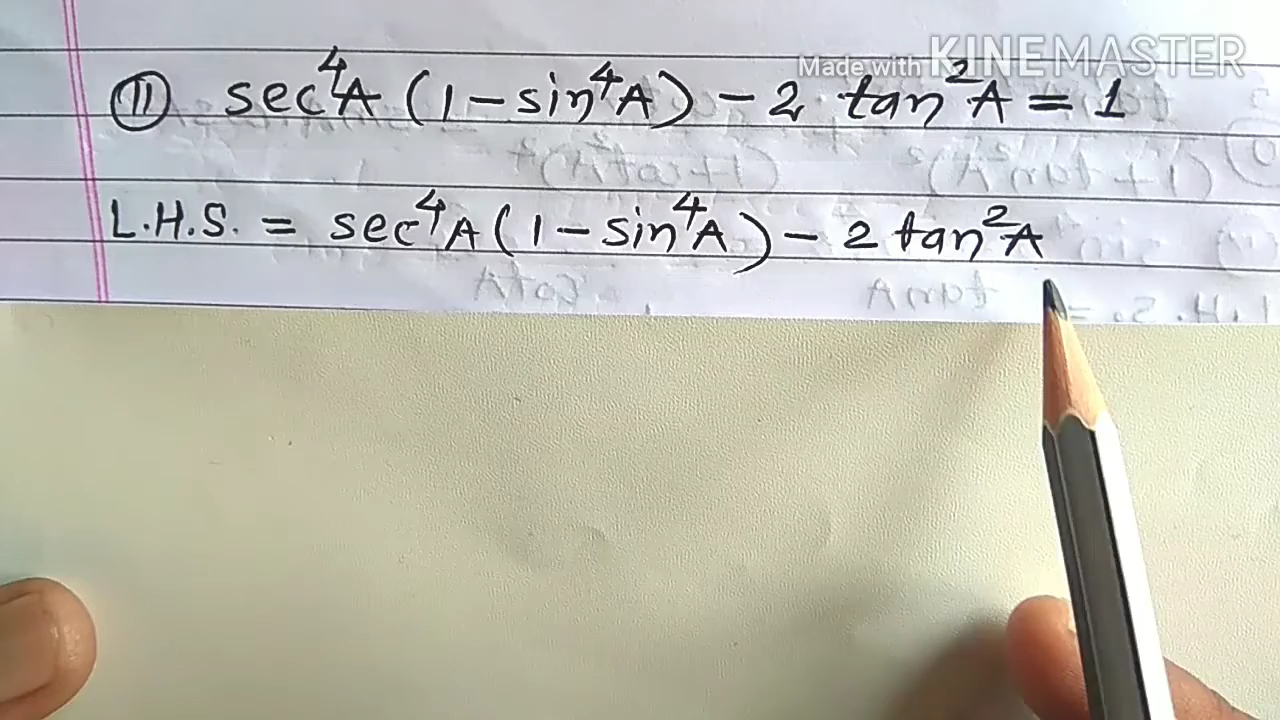 Made with KINEMASTER
(11) sec⁴A (1 - sin⁴A) - 2 tan²A = 1
L.H.S. = sec⁴A (1 - sin⁴A) - 2 tan²A